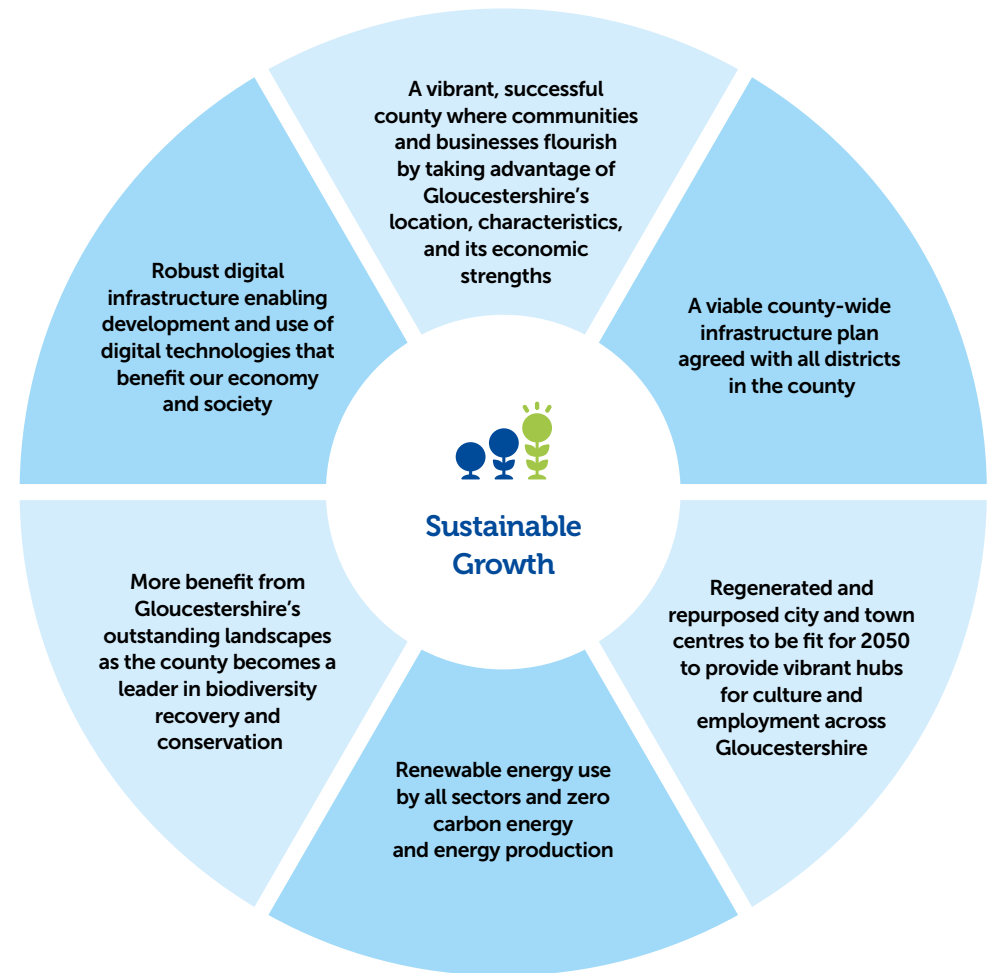 A vibrant, successful
county where communities
and businesses flourish
by taking advantage of
Gloucestershire’s
location, characteristics,
and its economic
strengths
A viable county-wide
infrastructure plan
agreed with all districts
in the county
Regenerated and
repurposed city and town
centres to be fit for 2050
to provide vibrant hubs
for culture and
employment across
Gloucestershire
Renewable energy use
by all sectors and zero
carbon energy
and energy production
More benefit from
Gloucestershire’s
outstanding landscapes
as the county becomes a
leader in biodiversity
recovery and
conservation
Robust digital
infrastructure enabling
development and use of
digital technologies that
benefit our economy
and society
Sustainable
Growth